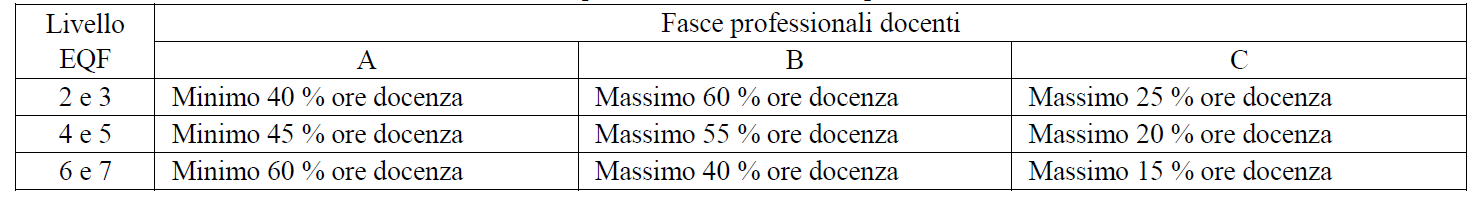 Livello EQF Fasce professionali docenti
A B C
2 e 3 Minimo 40 % ore docenza Massimo 60 % ore docenza Massimo 25 % ore docenza
4 e 5 Minimo 45 % ore docenza Massimo 55 % ore docenza Massimo 20 % ore docenza
6 e 7 Minimo 60 % ore docenza Massimo 40 % ore docenza Massimo 15 % ore docenza